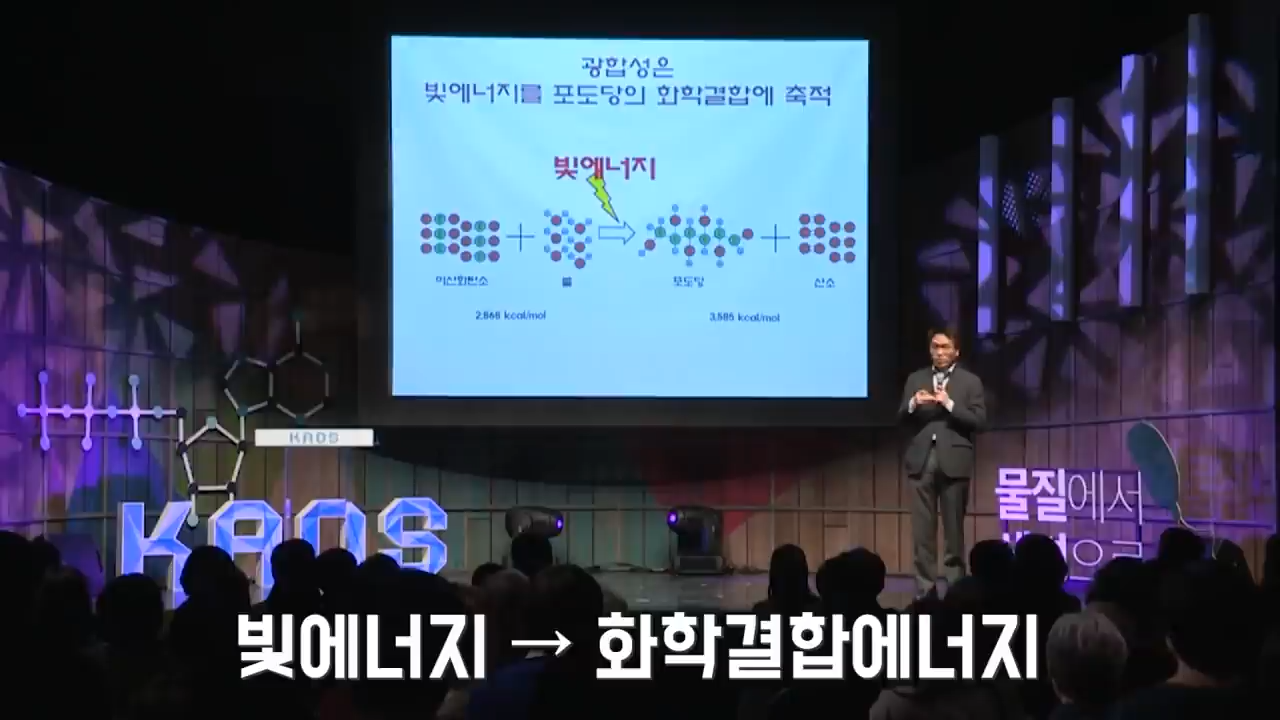 광합성은
빛에너지를 포도당의 화학결합에 축적
빛에너지
이산화탄소
물
포도당
산소
2,868 kcal/mol
3,585 kcal/mol
KAOS
KAOS
물질에서
으로
빛에너지 → 화학결합에너지